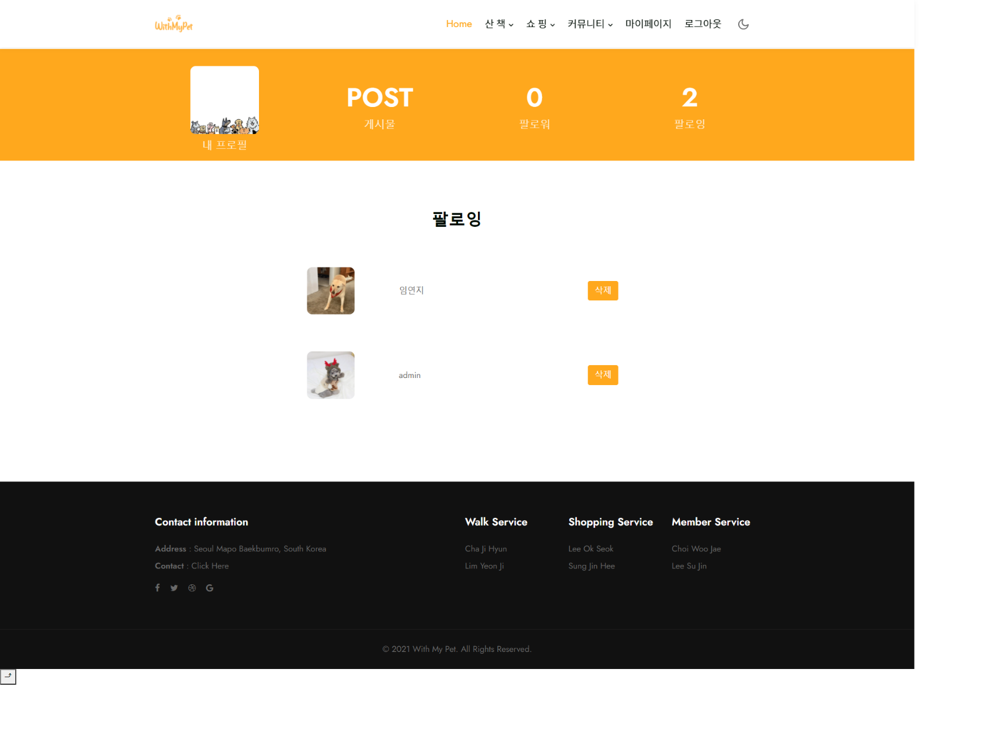 WithMyPet
Home 산 책 쇼 핑 커뮤니티 마이페이지 로그아웃
POST 0 2
게시물 팔로워 팔로잉
내 프로필
팔로잉
임연지 삭제
admin 삭제
Contact information Walk Service Shopping Service Member Service
Address : Seoul Mapo Baekbumro, South Korea Cha Ji Hyun Lee Ok Seok Choi Woo Jae
Contact : Click Here Lim Yeon Ji Sung Jin Hee Lee Su Jin
© 2021 With My Pet. All Rights Reserved.